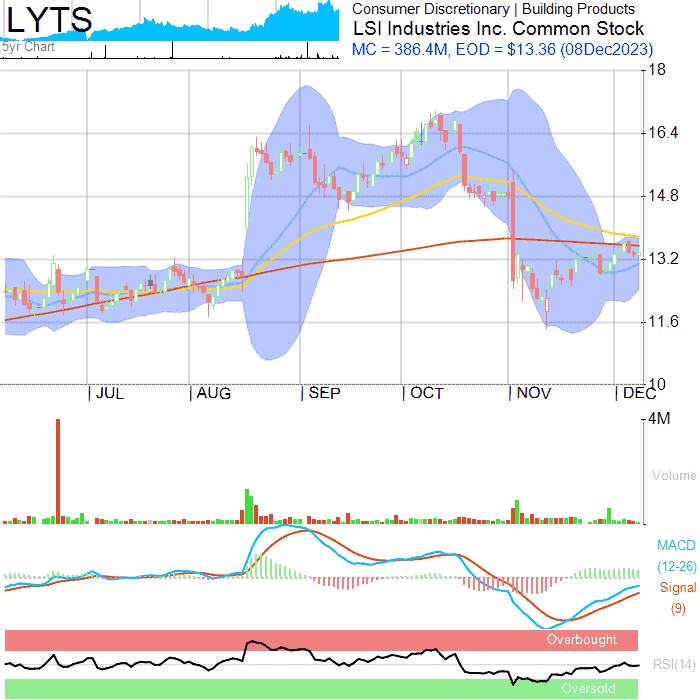 LYTS
5yr Chart
Consumer Discretionary | Building Products
LSI Industries Inc. Common Stock
MC = 386.4M, EOD = $13.36 (08Dec2023)
18
16.4
14.8
13.2
11.6
10
JUL
AUG
SEP
OCT
NOV
DEC
4M
Volume
MACD
(12-26)
Signal
(9)
Overbought
RSI(14)
Oversold